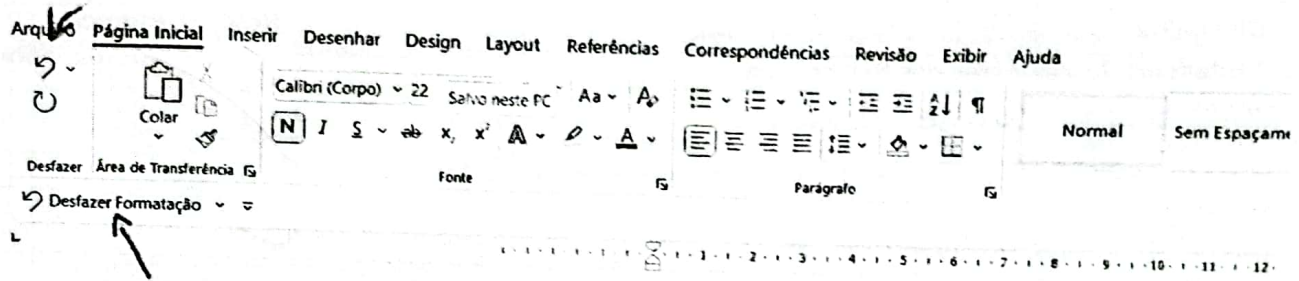 Arquivo Página Inicial Inserir Desenhar Design Layout Referências Correspondências Revisão Exibir Ajuda
Calibri (Corpo) 22 Salvo neste PC Aa A
Colar
N I S ab x, x² A A
Normal Sem Espaçame
Desfazer Área de Transferência Fonte Parágrafo
Desfazer Formatação
L 1 2 3 4 5 6 7 8 9 10 11 12